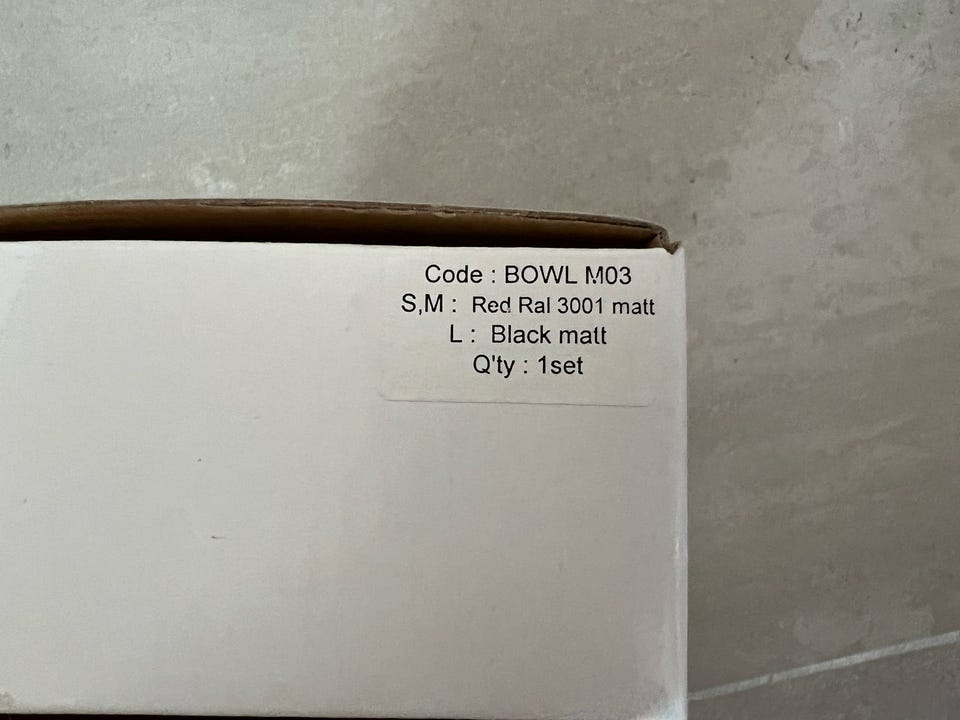 Code : BOWL M03
S,M : Red Ral 3001 matt
L : Black matt
Q'ty : 1set